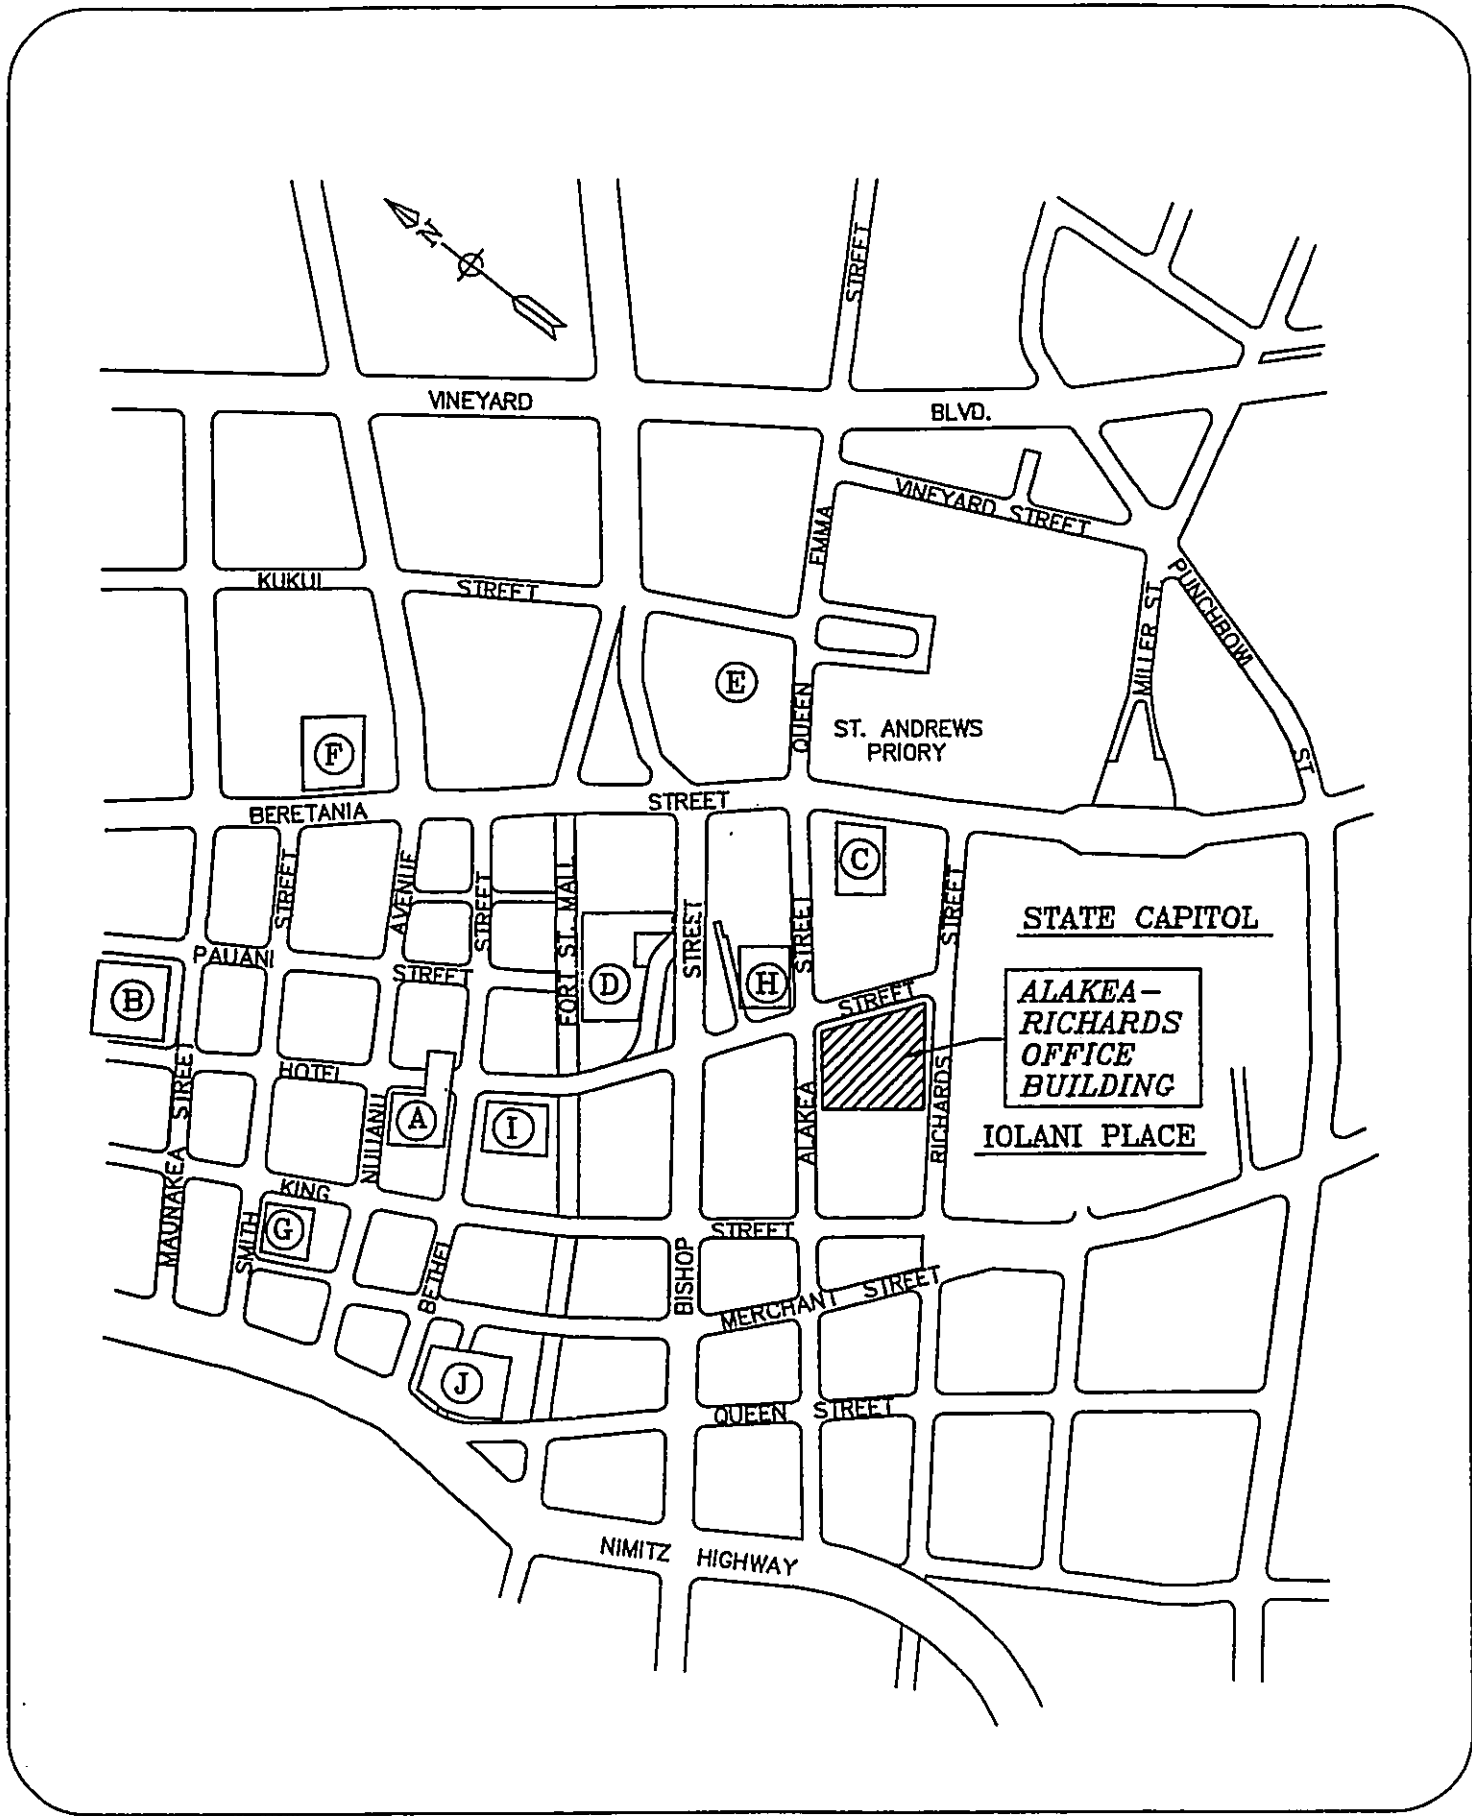 STREET
N
VINEYARD
BLVD.
VINEYARD STREET
EMMA
KUKUI
STREET
PUNCHBOWL
MILLER ST
E
QUEEN
ST. ANDREWS
PRIORY
F
ST
STREET
BERETANIA
C
STREET
AVENUE
STREET
FORT ST. MALL
STREET
STREET
STREET
STATE CAPITOL
PAUAHI
STREET
D
H
STREET
B
ALAKEA-
RICHARDS
OFFICE
BUILDING
HOTEL
MAUNAKEA STREET
NUUANU
A
I
ALAKEA
RICHARDS
IOLANI PLACE
KING
SMITH
G
STREET
BETHEL
BISHOP
MERCHANT STREET
J
QUEEN STREET
NIMITZ HIGHWAY